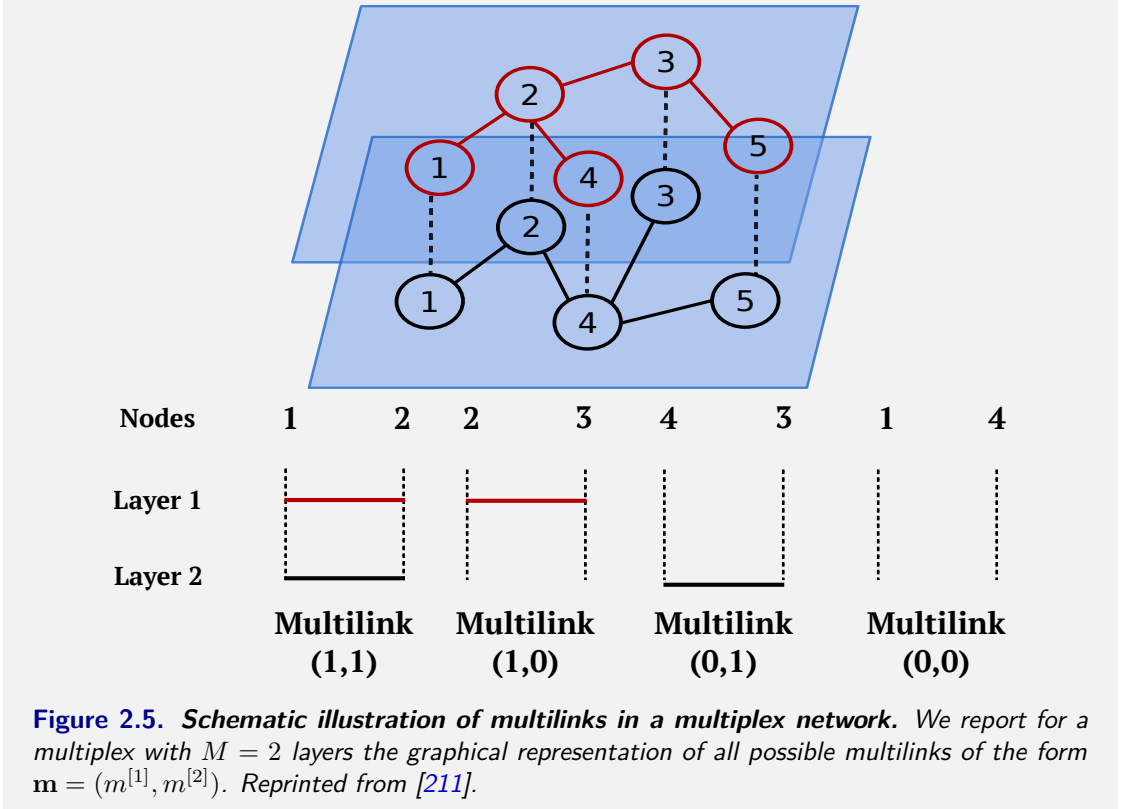 3
2
5
1
4
3
2
1
5
4
Nodes 1 2 2 3 4 3 1 4
Layer 1
Layer 2
Multilink Multilink Multilink Multilink
(1,1) (1,0) (0,1) (0,0)
Figure 2.5. Schematic illustration of multilinks in a multiplex network. We report for a
multiplex with M = 2 layers the graphical representation of all possible multilinks of the form
m = (m^[1], m^[2]). Reprinted from [211].